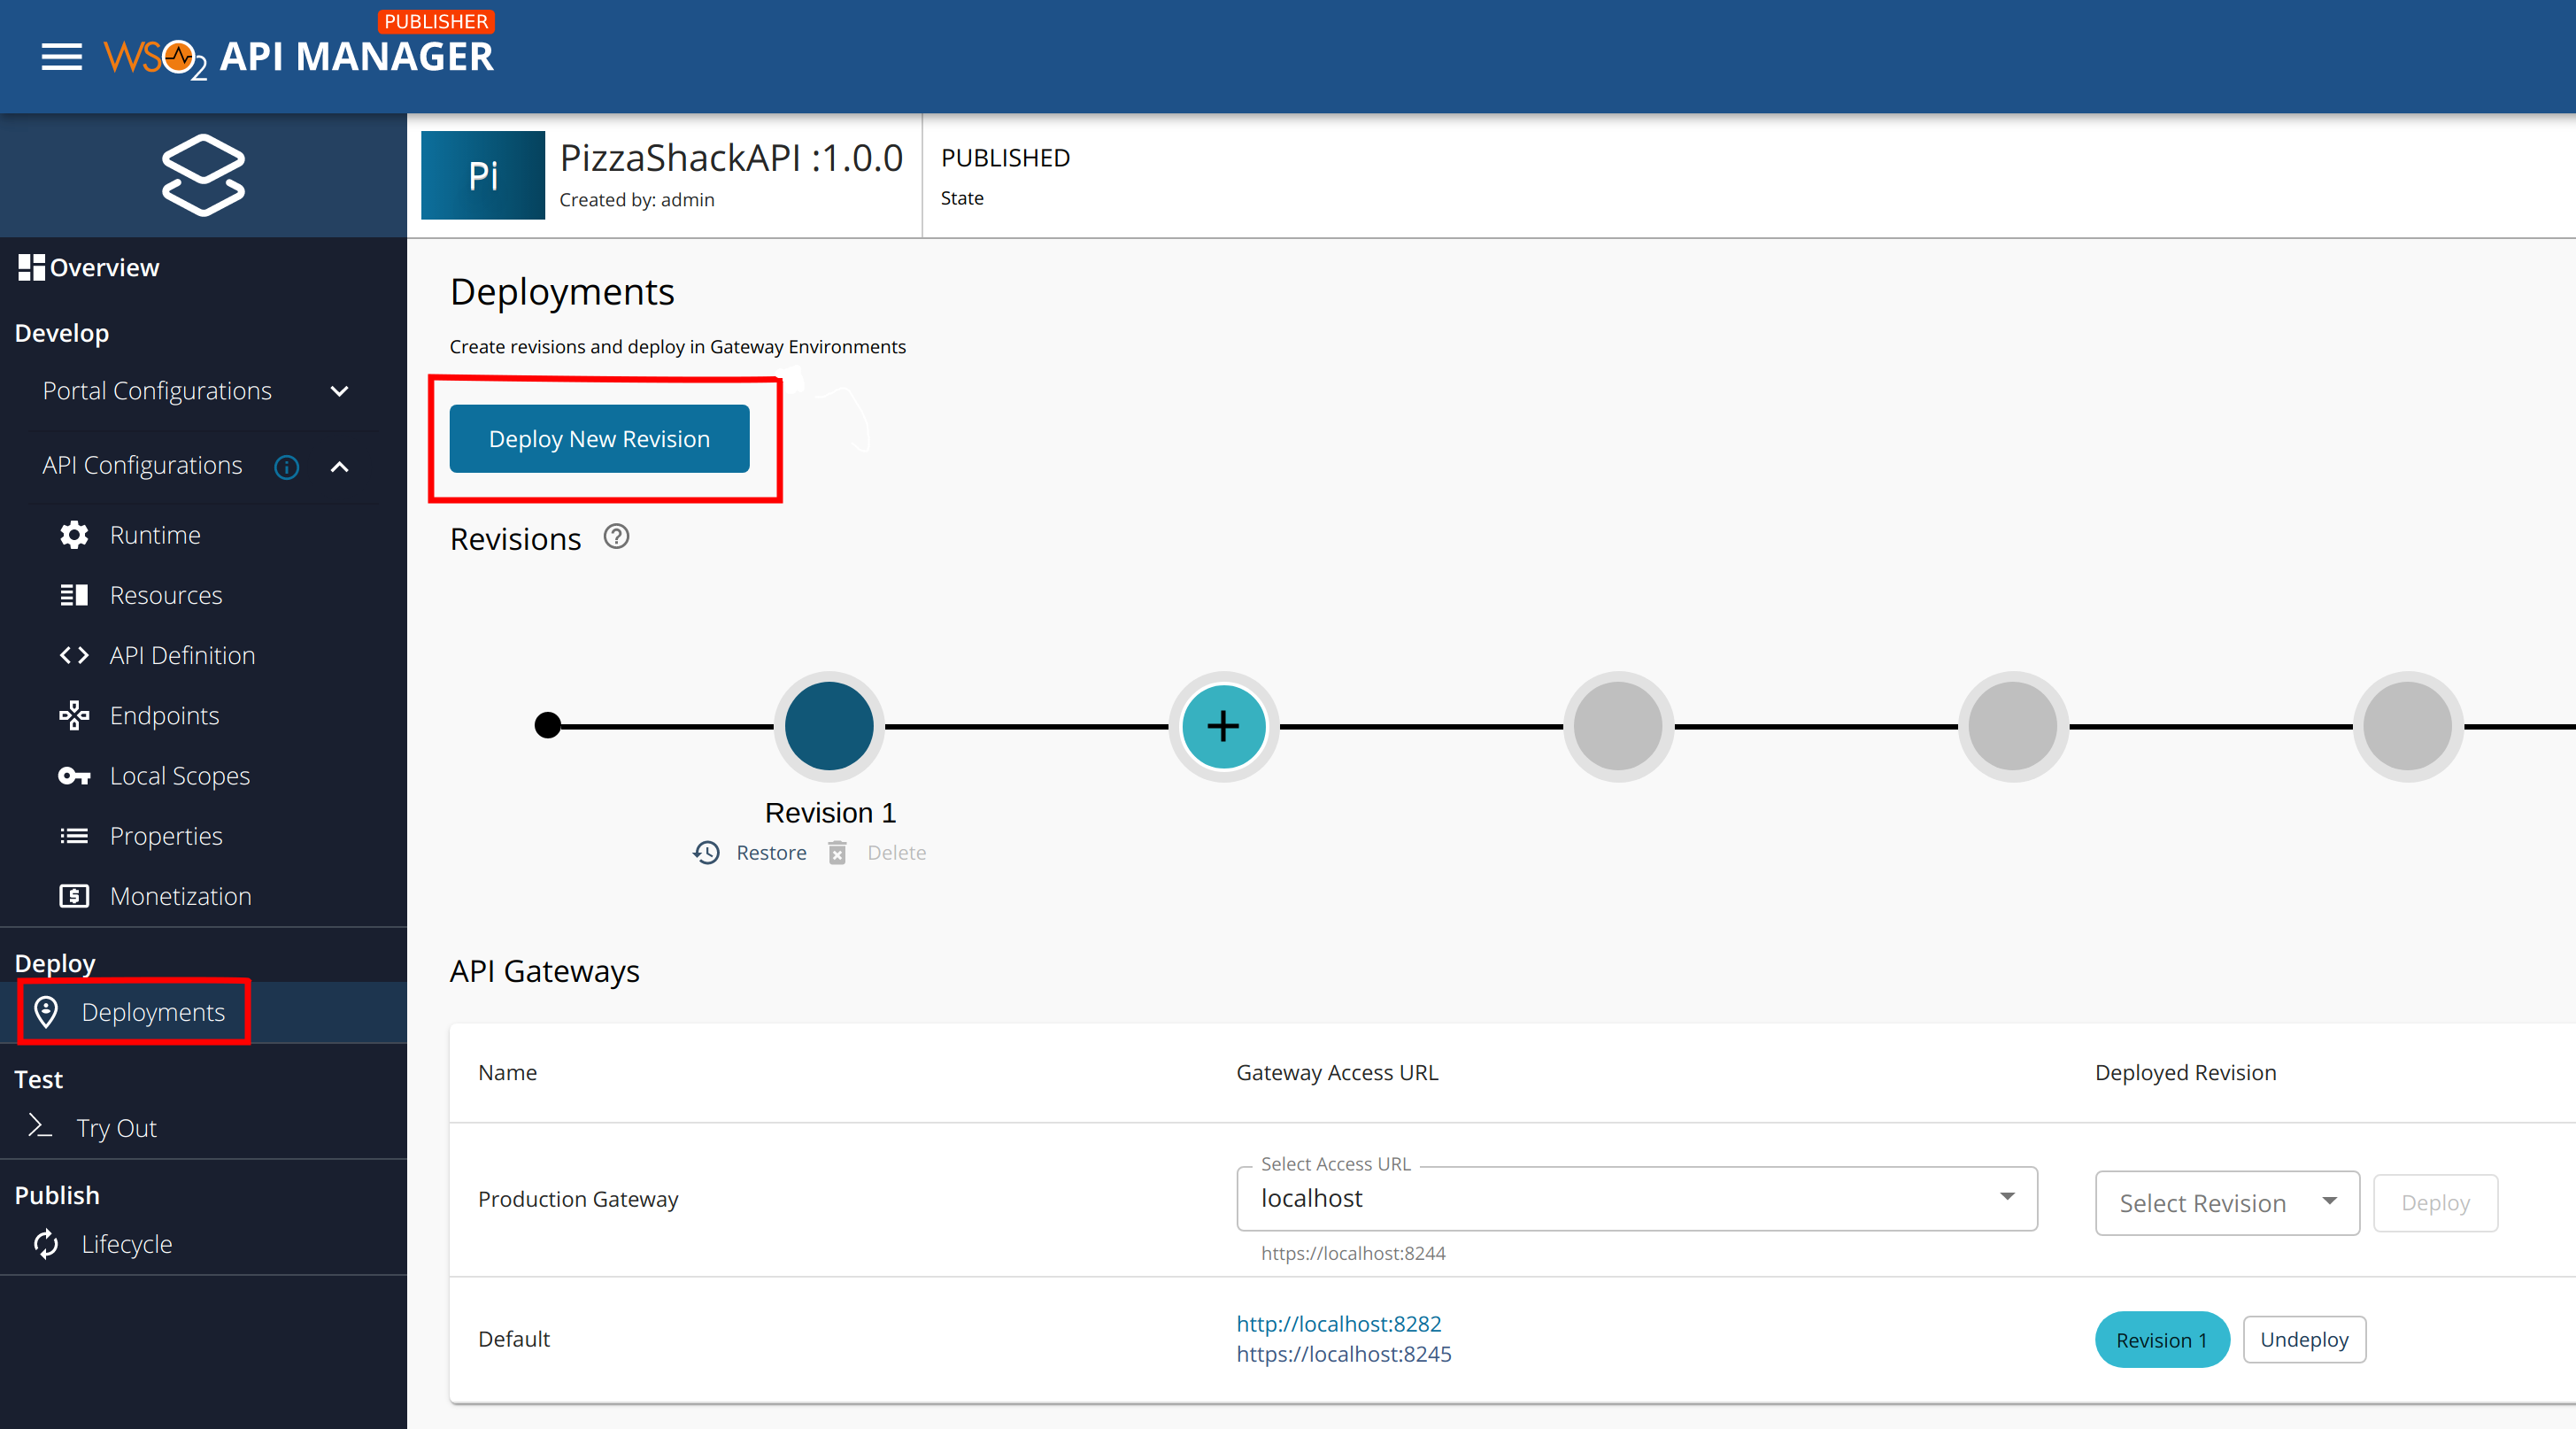 PUBLISHER
WSO2 API MANAGER
Pi
PizzaShackAPI :1.0.0
Created by: admin
PUBLISHED
State
Overview
Develop
Portal Configurations
API Configurations
Runtime
Resources
API Definition
Endpoints
Local Scopes
Properties
Monetization
Deploy
Deployments
Test
Try Out
Publish
Lifecycle
Deployments
Create revisions and deploy in Gateway Environments
Deploy New Revision
Revisions
Revision 1
Restore Delete
API Gateways
Name Gateway Access URL Deployed Revision
Select Access URL
Production Gateway localhost Select Revision Deploy
https://localhost:8244
Default
http://localhost:8282
https://localhost:8245
Revision 1 Undeploy